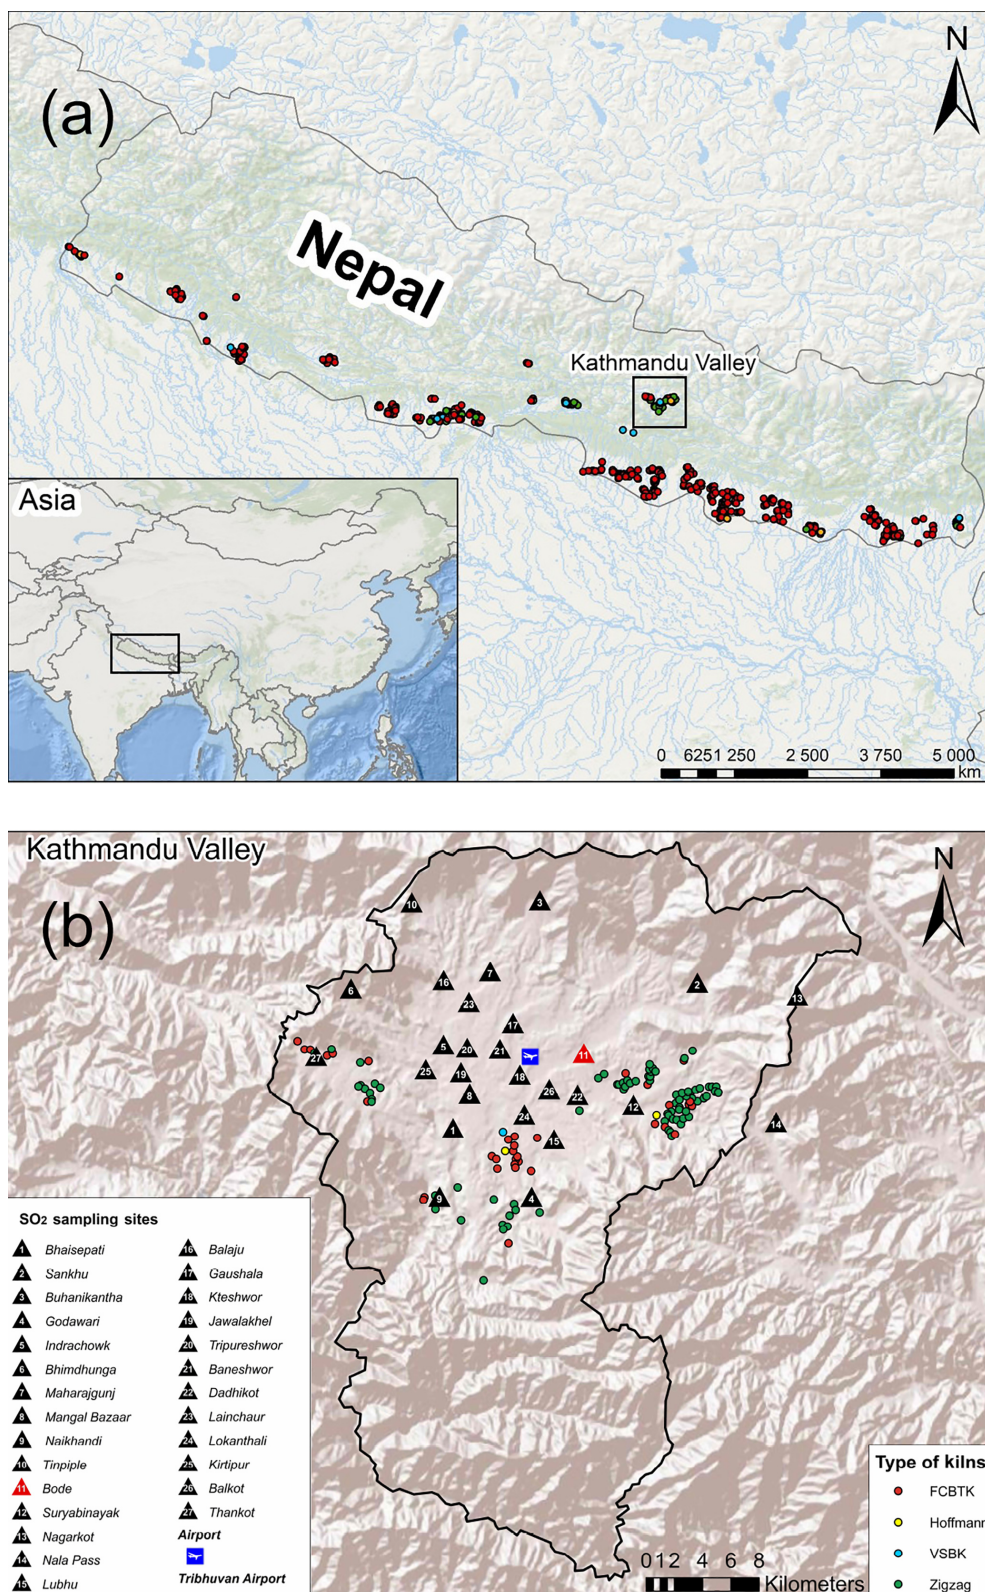 (a)
N
Nepal
Kathmandu Valley
Asia
0 6251 250 2 500 3 750 5 000
km
Kathmandu Valley
(b)
N
10
3
7
16
6
2
13
23
17
5
20
21
11
27
25
19
18
8
26
22
12
24
14
1
15
9
4
SO2 sampling sites
1 Bhaisepati
2 Sankhu
3 Buhanikantha
4 Godawari
5 Indrachowk
6 Bhimdhunga
7 Maharajgunj
8 Mangal Bazaar
9 Naikhandi
10 Tinpiple
11 Bode
12 Suryabinayak
13 Nagarkot
14 Nala Pass
15 Lubhu
16 Balaju
17 Gaushala
18 Kteshwor
19 Jawalakhel
20 Tripureshwor
21 Baneshwor
22 Dadhikot
23 Lainchaur
24 Lokanthali
25 Kirtipur
26 Balkot
27 Thankot
Airport
Tribhuvan Airport
Type of kilns
FCBTK
Hoffmann
VSBK
Zigzag
0 1 2 4 6 8
Kilometers